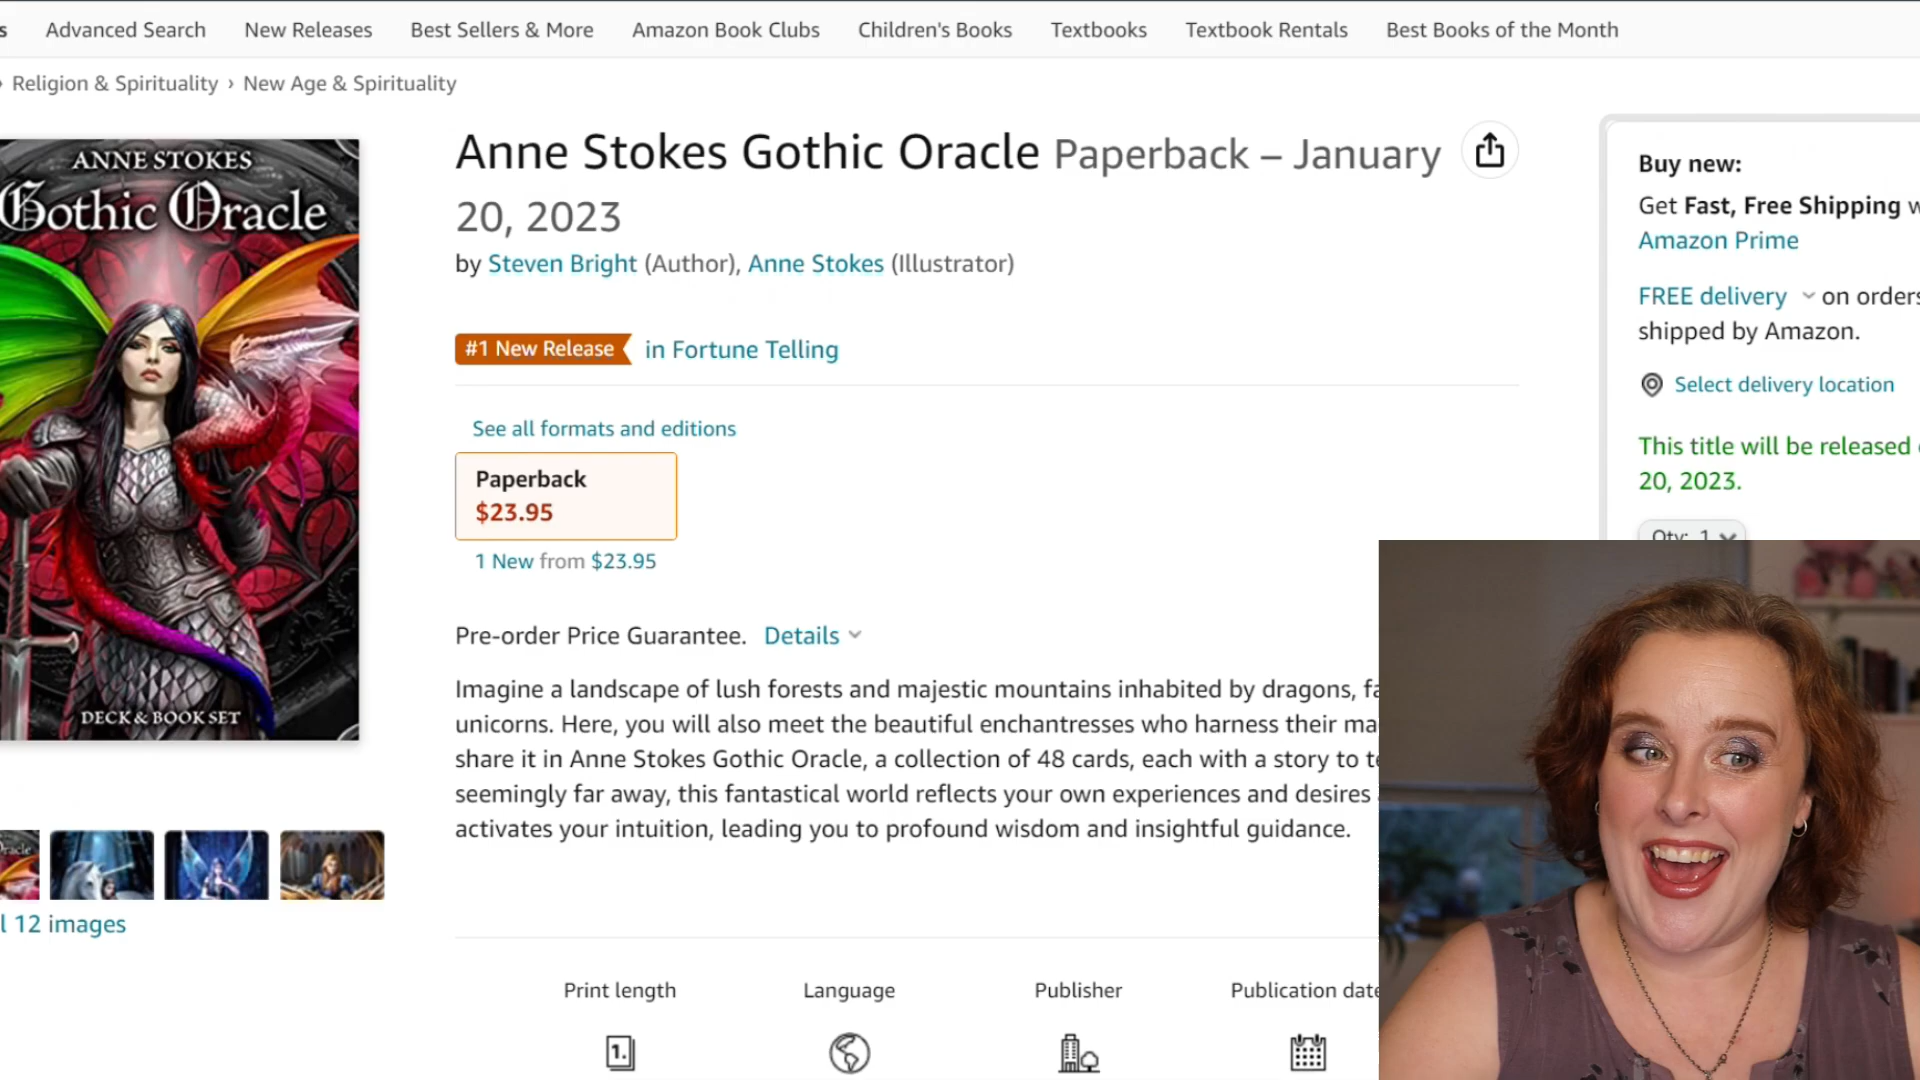 Advanced Search New Releases Best Sellers & More Amazon Book Clubs Children's Books Textbooks Textbook Rentals Best Books of the Month
› Religion & Spirituality › New Age & Spirituality
ANNE STOKES
Gothic Oracle
DECK & BOOK SET
12 images
Anne Stokes Gothic Oracle Paperback – January
20, 2023
by Steven Bright (Author), Anne Stokes (Illustrator)
#1 New Release in Fortune Telling
See all formats and editions
Paperback
$23.95
1 New from $23.95
Pre-order Price Guarantee. Details
Imagine a landscape of lush forests and majestic mountains inhabited by dragons,
unicorns. Here, you will also meet the beautiful enchantresses who harness their
share it in Anne Stokes Gothic Oracle, a collection of 48 cards, each with a story to
seemingly far away, this fantastical world reflects your own experiences and desires
activates your intuition, leading you to profound wisdom and insightful guidance.
Print length Language Publisher Publication date
1.
Buy new:
Get Fast, Free Shipping
Amazon Prime
FREE delivery on orders
shipped by Amazon.
Select delivery location
This title will be released
20, 2023.
Qty: 1